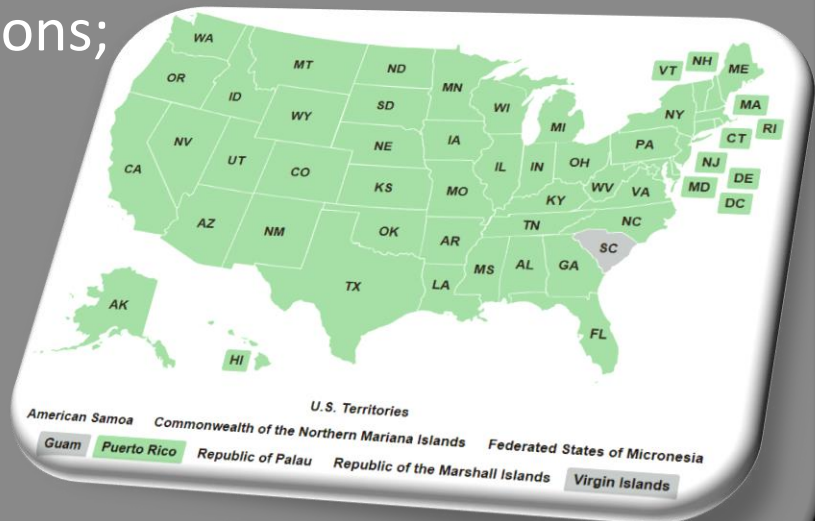 ons;
WA
MT
ND
MN
VT
NH
ME
OR
ID
WY
SD
WI
MI
NY
MA
RI
CT
NV
UT
CO
NE
IA
IL
IN
OH
PA
NJ
DE
MD
DC
CA
KS
MO
KY
WV
VA
AZ
NM
OK
AR
TN
NC
SC
TX
LA
MS
AL
GA
FL
AK
HI
U.S. Territories
American Samoa Commonwealth of the Northern Mariana Islands Federated States of Micronesia
Guam Puerto Rico Republic of Palau Republic of the Marshall Islands Virgin Islands